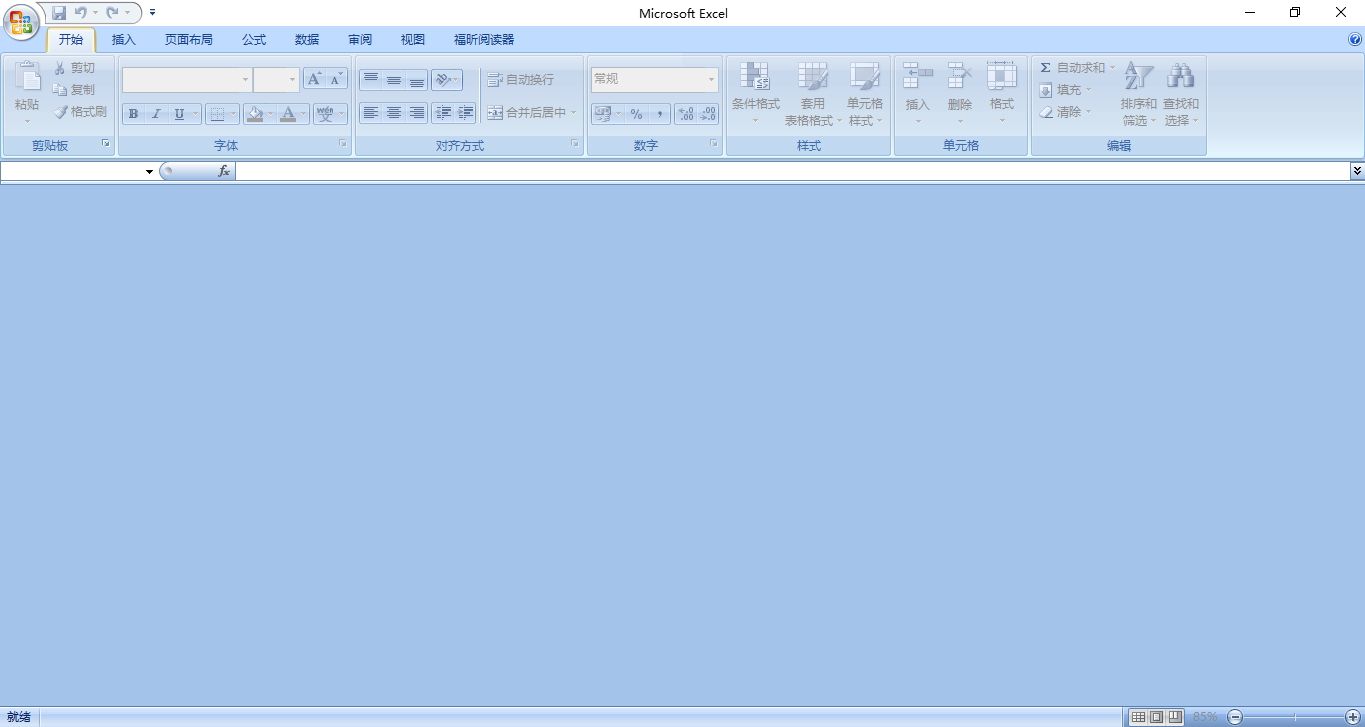 Microsoft Excel
开始 插入 页面布局 公式 数据 审阅 视图 福昕阅读器
粘贴
剪切
复制
格式刷
剪贴板
A A
B I U A wén 文
字体
自动换行
合并后居中
对齐方式
常规
% , .00 .00
数字
条件格式
套用
表格格式
单元格
样式
样式
插入
删除
格式
单元格
Σ 自动求和
填充
清除
排序和
筛选
查找和
选择
编辑
fx
就绪
85%